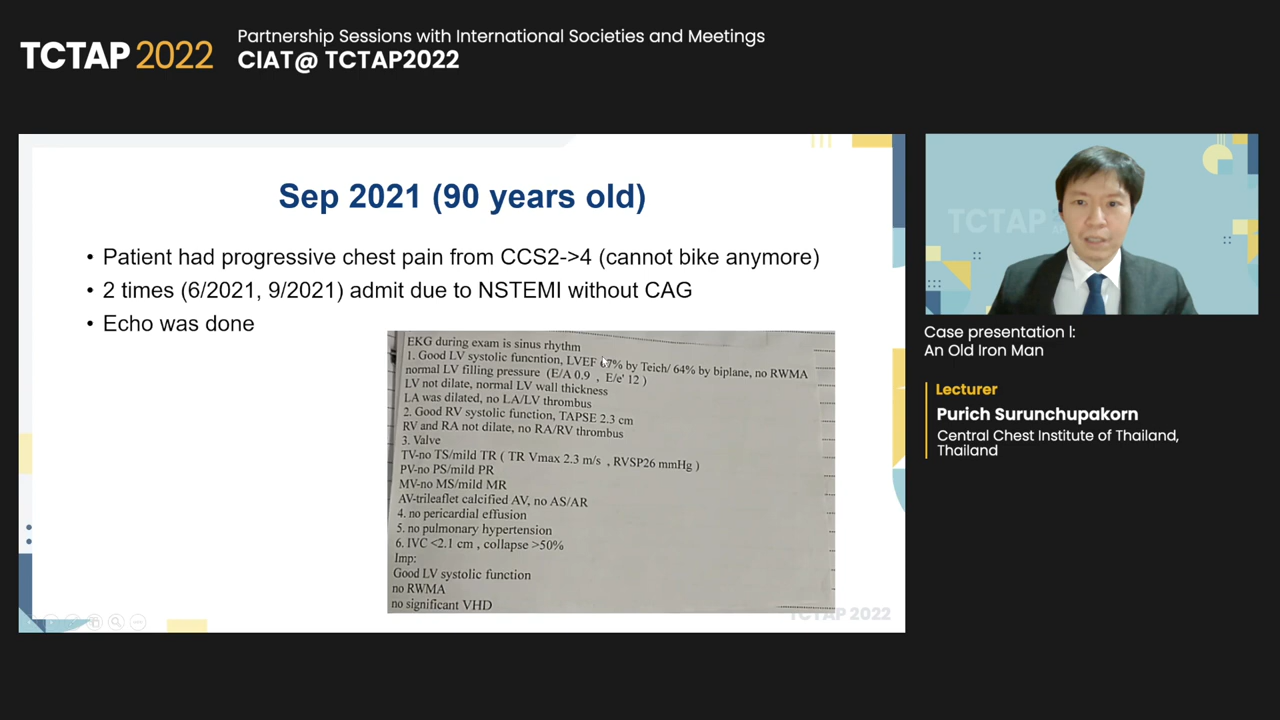 TCTAP 2022
Partnership Sessions with International Societies and Meetings
CIAT@ TCTAP2022
Sep 2021 (90 years old)
• Patient had progressive chest pain from CCS2->4 (cannot bike anymore)
• 2 times (6/2021, 9/2021) admit due to NSTEMI without CAG
• Echo was done
EKG during exam is sinus rhythm
1. Good LV systolic funcntion, LVEF 67% by Teich/ 64% by biplane, no RWMA
normal LV filling pressure (E/A 0.9 , E/e' 12 )
LV not dilate, normal LV wall thickness
LA was dilated, no LA/LV thrombus
2. Good RV systolic function, TAPSE 2.3 cm
RV and RA not dilate, no RA/RV thrombus
3. Valve
TV-no TS/mild TR ( TR Vmax 2.3 m/s , RVSP26 mmHg )
PV-no PS/mild PR
MV-no MS/mild MR
AV-trileaflet calcified AV, no AS/AR
4. no pericardial effusion
5. no pulmonary hypertension
6. IVC <2.1 cm , collapse >50%
Imp:
Good LV systolic function
no RWMA
no significant VHD
TCTAP 2022
TCTAP
Case presentation I:
An Old Iron Man
Lecturer
Purich Surunchupakorn
Central Chest Institute of Thailand,
Thailand